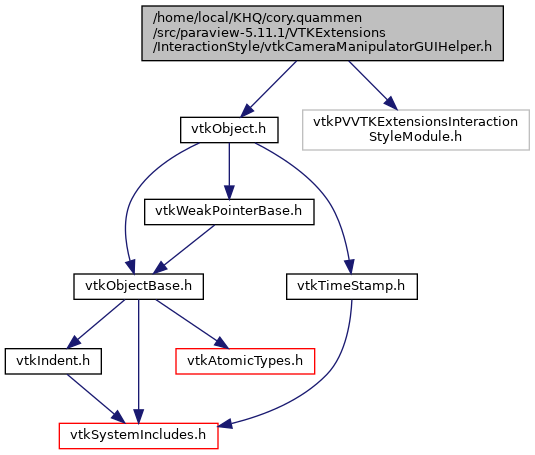 /home/local/KHQ/cory.quammen
/src/paraview-5.11.1/VTKExtensions
/InteractionStyle/vtkCameraManipulatorGUIHelper.h
vtkObject.h
vtkPVVTKExtensionsInteraction
StyleModule.h
vtkWeakPointerBase.h
vtkObjectBase.h
vtkTimeStamp.h
vtkIndent.h
vtkAtomicTypes.h
vtkSystemIncludes.h